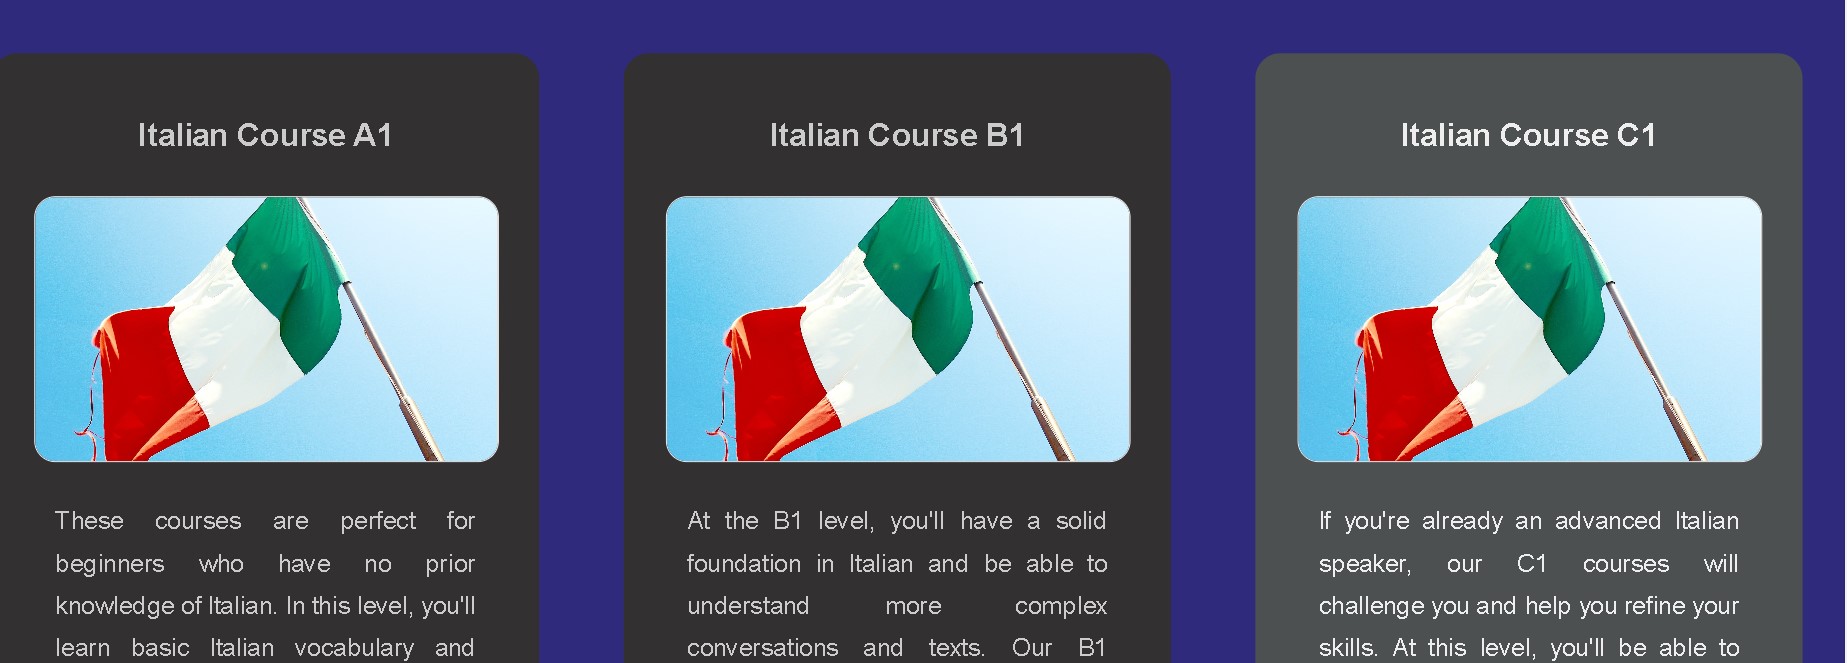 Italian Course A1
These courses are perfect for
beginners who have no prior
knowledge of Italian. In this level, you'll
learn basic Italian vocabulary and
Italian Course B1
At the B1 level, you'll have a solid
foundation in Italian and be able to
understand more complex
conversations and texts. Our B1
Italian Course C1
If you're already an advanced Italian
speaker, our C1 courses will
challenge you and help you refine your
skills. At this level, you'll be able to